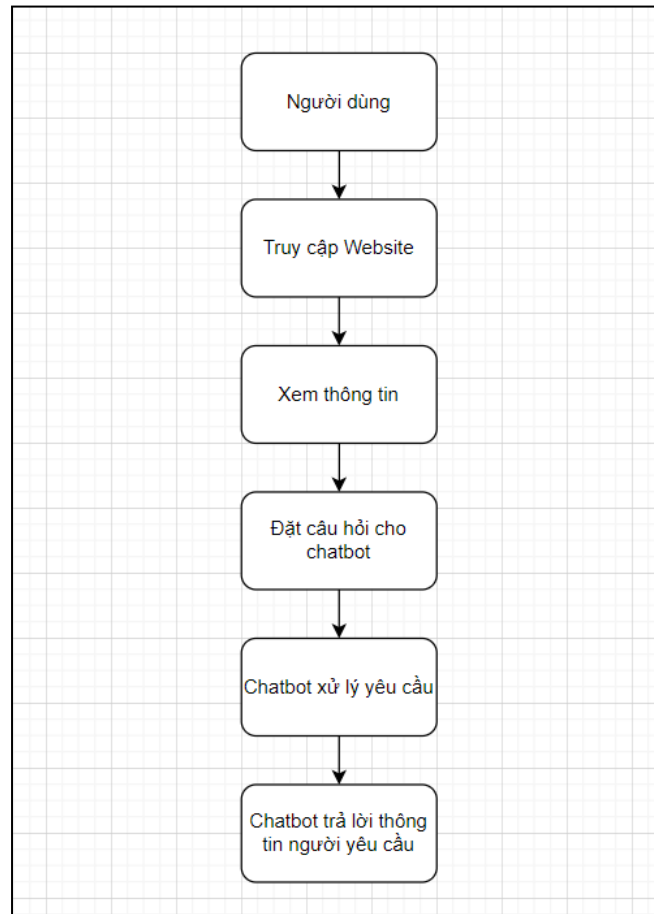 Người dùng
Truy cập Website
Xem thông tin
Đặt câu hỏi cho
chatbot
Chatbot xử lý yêu cầu
Chatbot trả lời thông
tin người yêu cầu